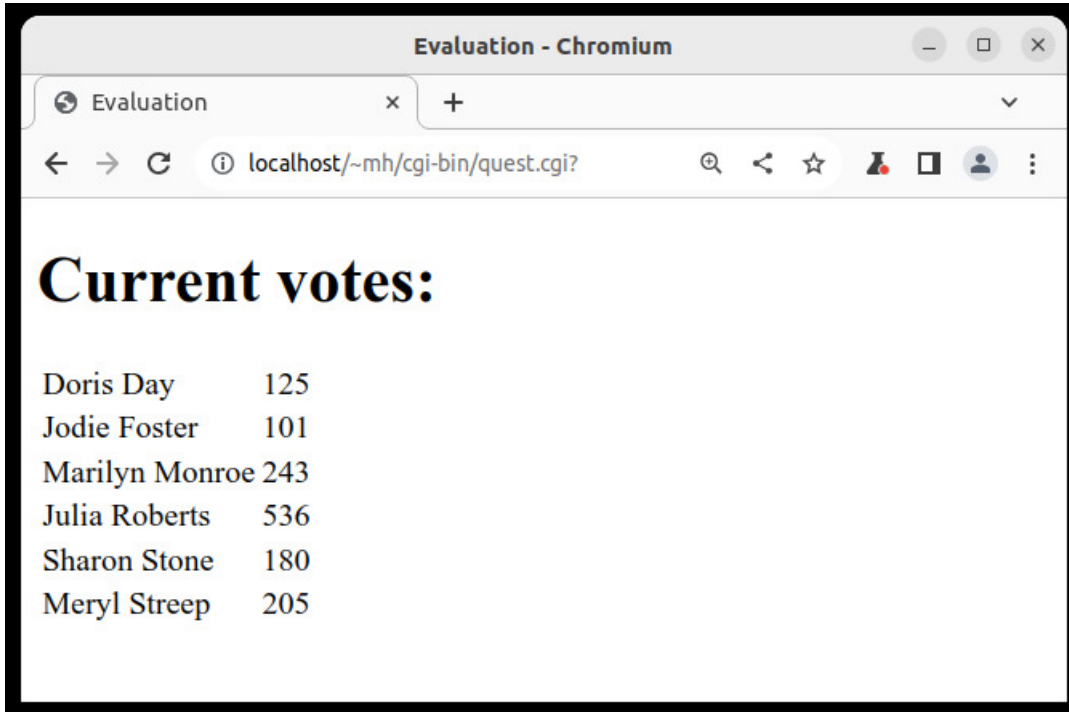 Evaluation - Chromium
Evaluation
localhost/~mh/cgi-bin/quest.cgi?
Current votes:
Doris Day 125
Jodie Foster 101
Marilyn Monroe 243
Julia Roberts 536
Sharon Stone 180
Meryl Streep 205